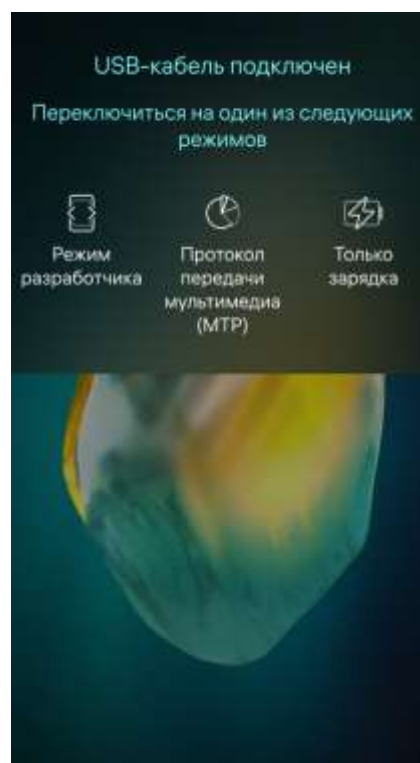 USB-кабель подключен
Переключиться на один из следующих
режимов
Режим
разработчика
Протокол
передачи
мультимедиа
(MTP)
Только
зарядка